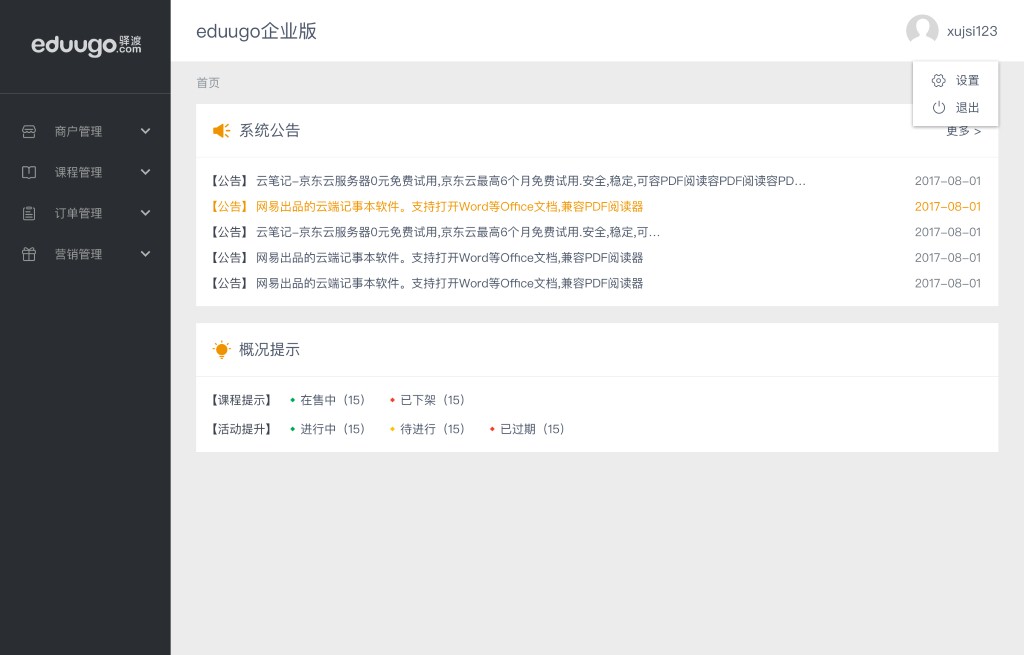 eduugo驿渡.com
eduugo企业版
xujsi123
设置
退出
首页
商户管理
课程管理
订单管理
营销管理
系统公告
更多 >
【公告】 云笔记-京东云服务器0元免费试用,京东云最高6个月免费试用.安全,稳定,可容PDF阅读容PDF阅读容PD... 2017-08-01
【公告】 网易出品的云端记事本软件。支持打开Word等Office文档,兼容PDF阅读器 2017-08-01
【公告】 云笔记-京东云服务器0元免费试用,京东云最高6个月免费试用.安全,稳定,可... 2017-08-01
【公告】 网易出品的云端记事本软件。支持打开Word等Office文档,兼容PDF阅读器 2017-08-01
【公告】 网易出品的云端记事本软件。支持打开Word等Office文档,兼容PDF阅读器 2017-08-01
概况提示
【课程提示】 在售中（15） 已下架（15）
【活动提升】 进行中（15） 待进行（15） 已过期（15）